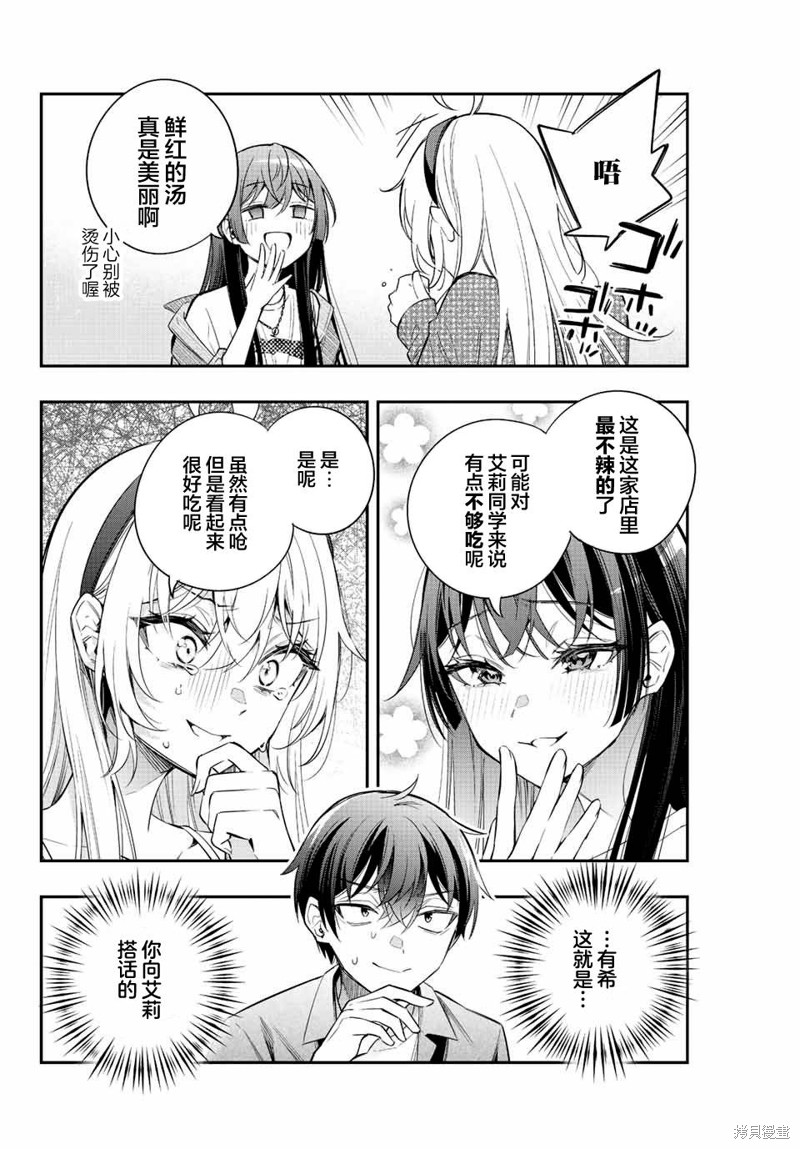 唔
ゴホ
ゴホッ
鲜红的汤
真是美丽啊
小心别被
烫伤了喔
这是这家店里
最不辣的了
可能对
艾莉同学来说
有点不够吃呢
是…
是呢
虽然有点呛
但是看起来
很好吃呢
…有希
这就是…
你向艾莉
搭话的
拷貝漫畫